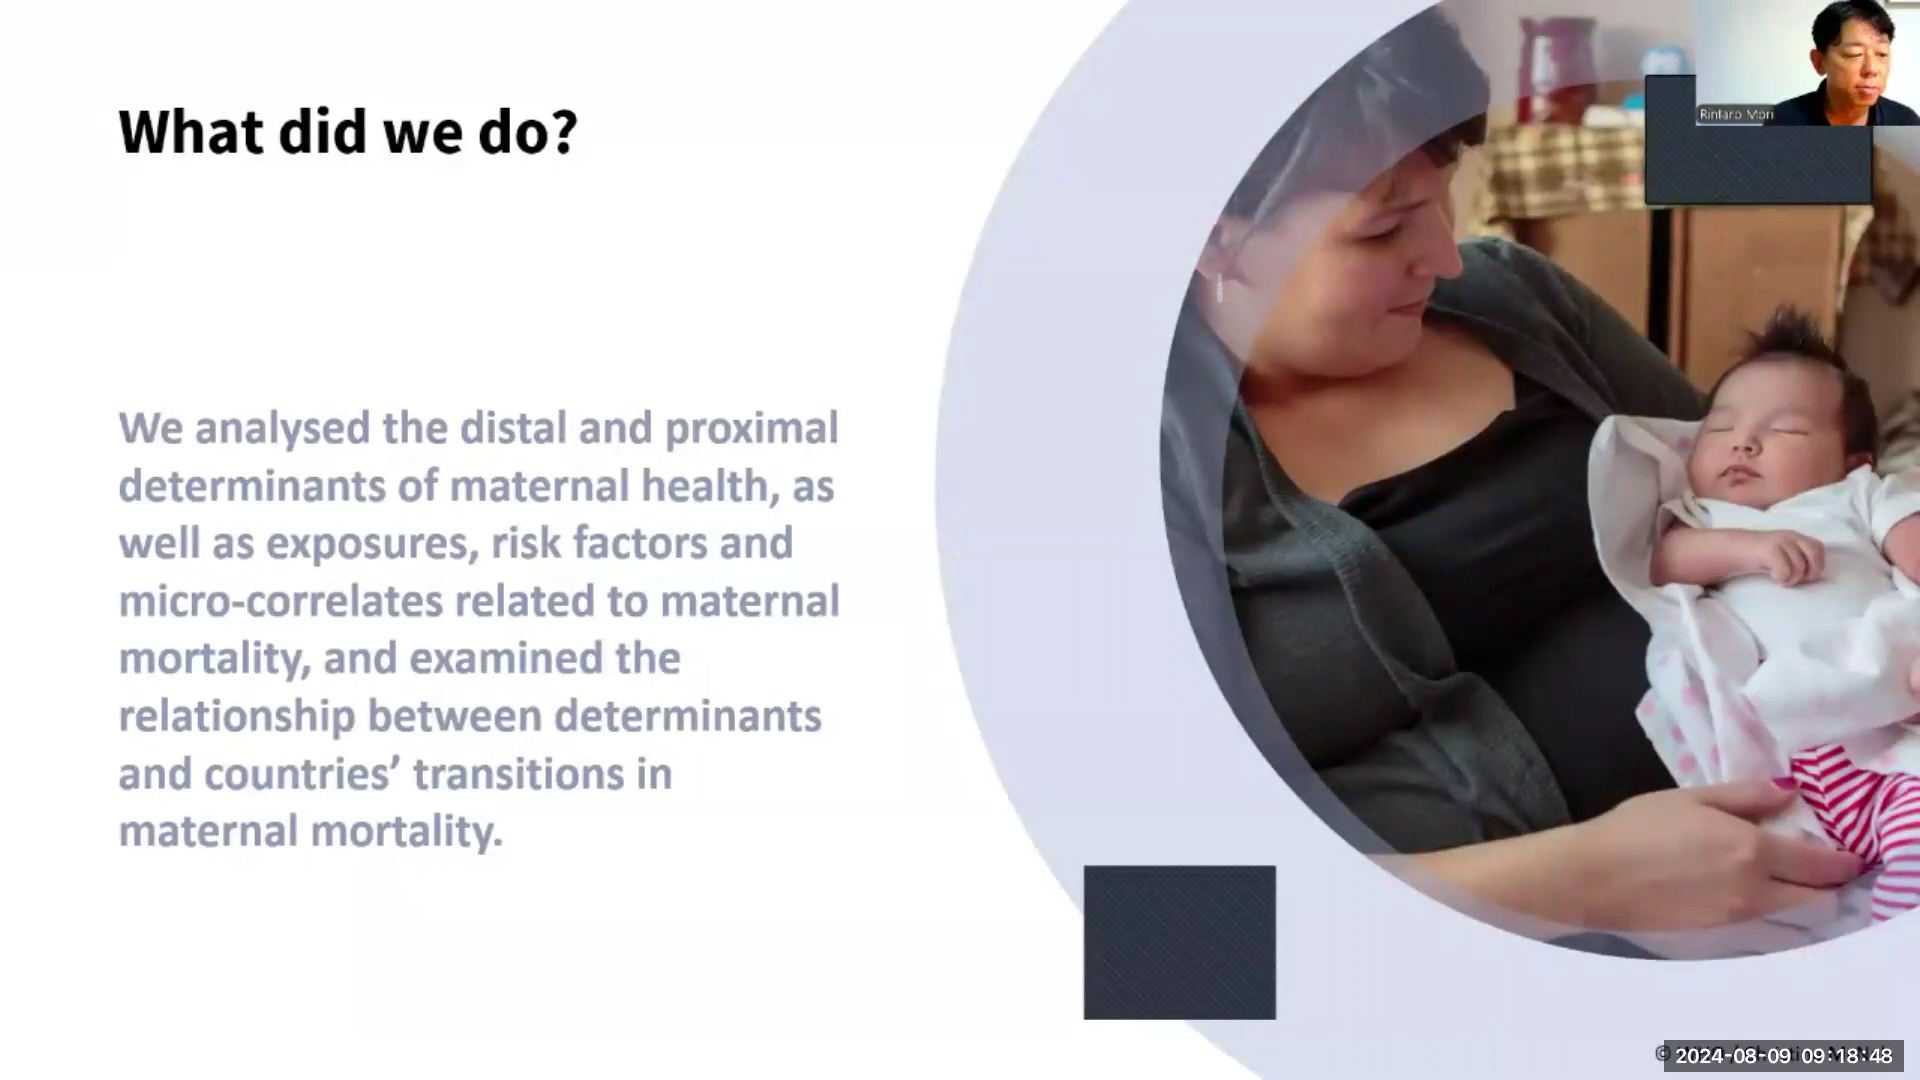 What did we do?
Rintaro Mori
We analysed the distal and proximal
determinants of maternal health, as
well as exposures, risk factors and
micro-correlates related to maternal
mortality, and examined the
relationship between determinants
and countries’ transitions in
maternal mortality.
©
2024-08-09 09:18:48